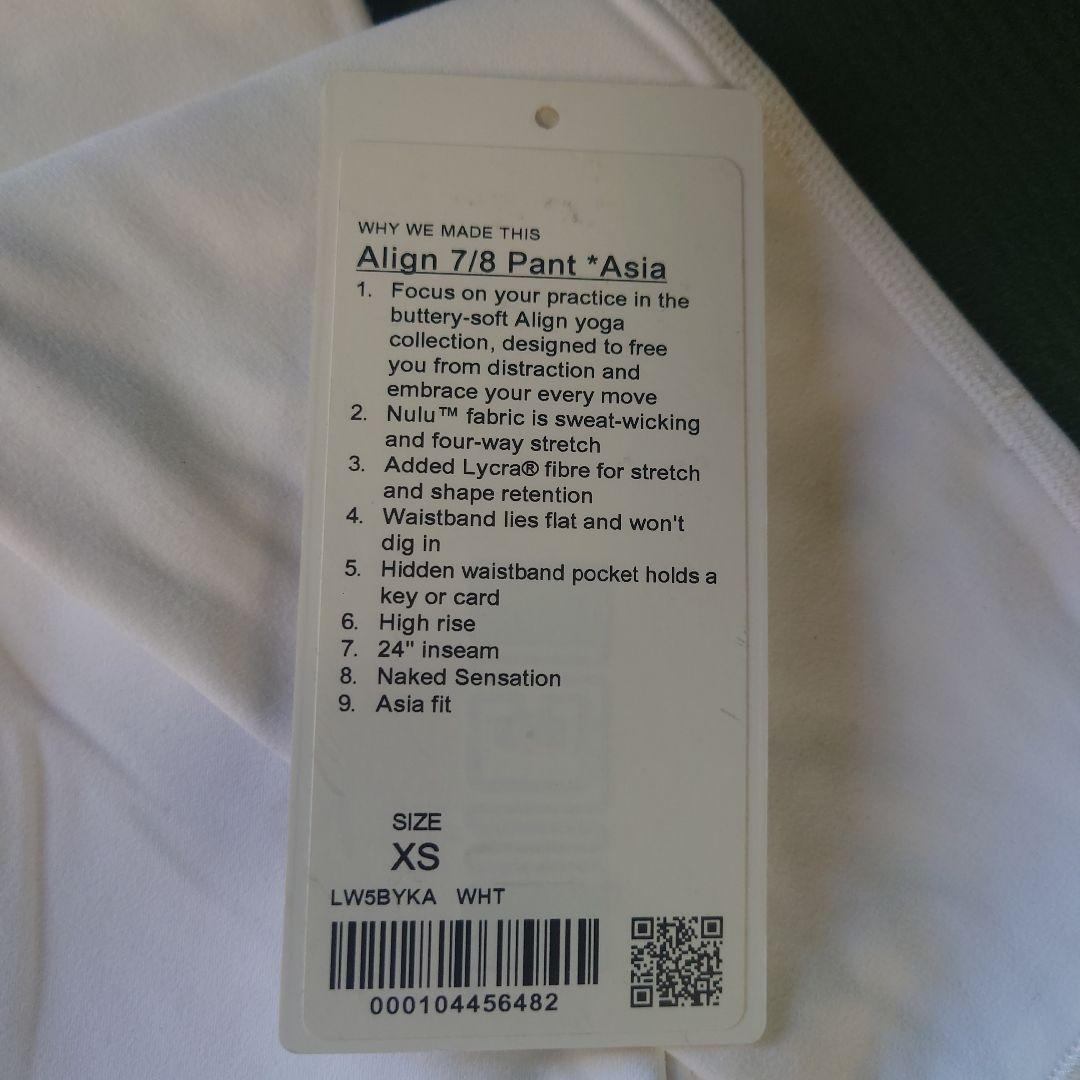 WHY WE MADE THIS
Align 7/8 Pant *Asia
1. Focus on your practice in the
buttery-soft Align yoga
collection, designed to free
you from distraction and
embrace your every move
2. Nulu™ fabric is sweat-wicking
and four-way stretch
3. Added Lycra® fibre for stretch
and shape retention
4. Waistband lies flat and won't
dig in
5. Hidden waistband pocket holds a
key or card
6. High rise
7. 24" inseam
8. Naked Sensation
9. Asia fit
SIZE
XS
LW5BYKA WHT
000104456482